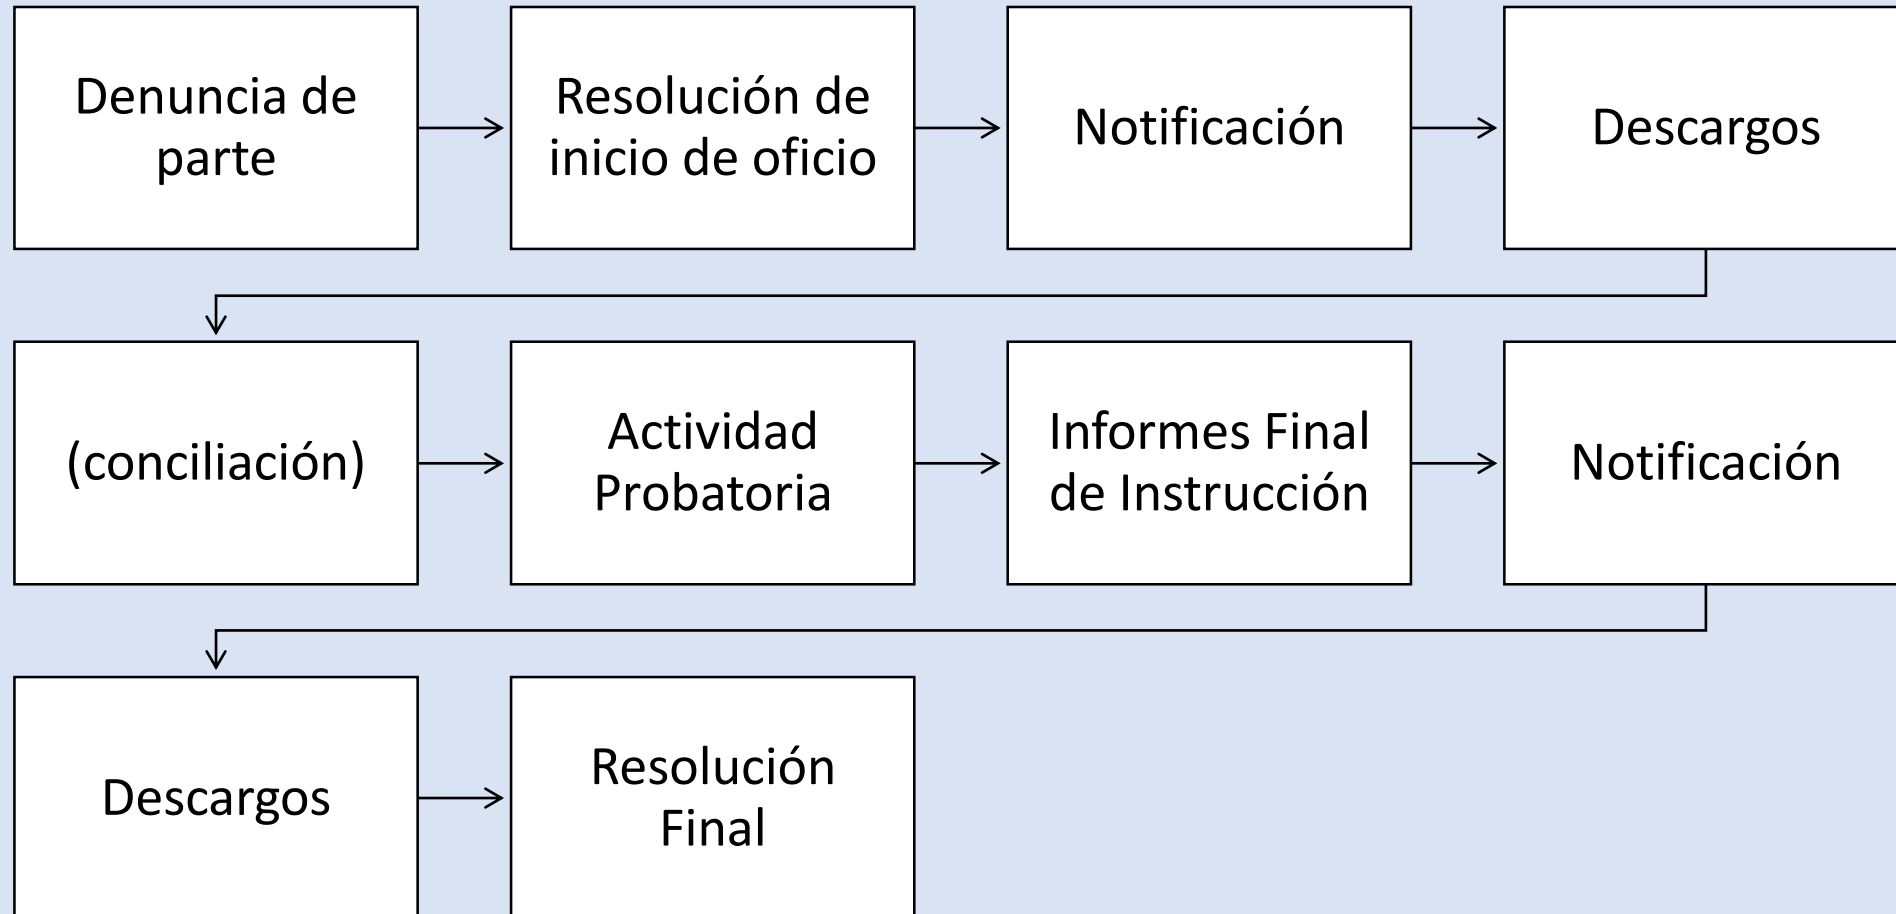 Denuncia de
parte
Resolución de
inicio de oficio
Notificación
Descargos
(conciliación)
Actividad
Probatoria
Informes Final
de Instrucción
Notificación
Descargos
Resolución
Final